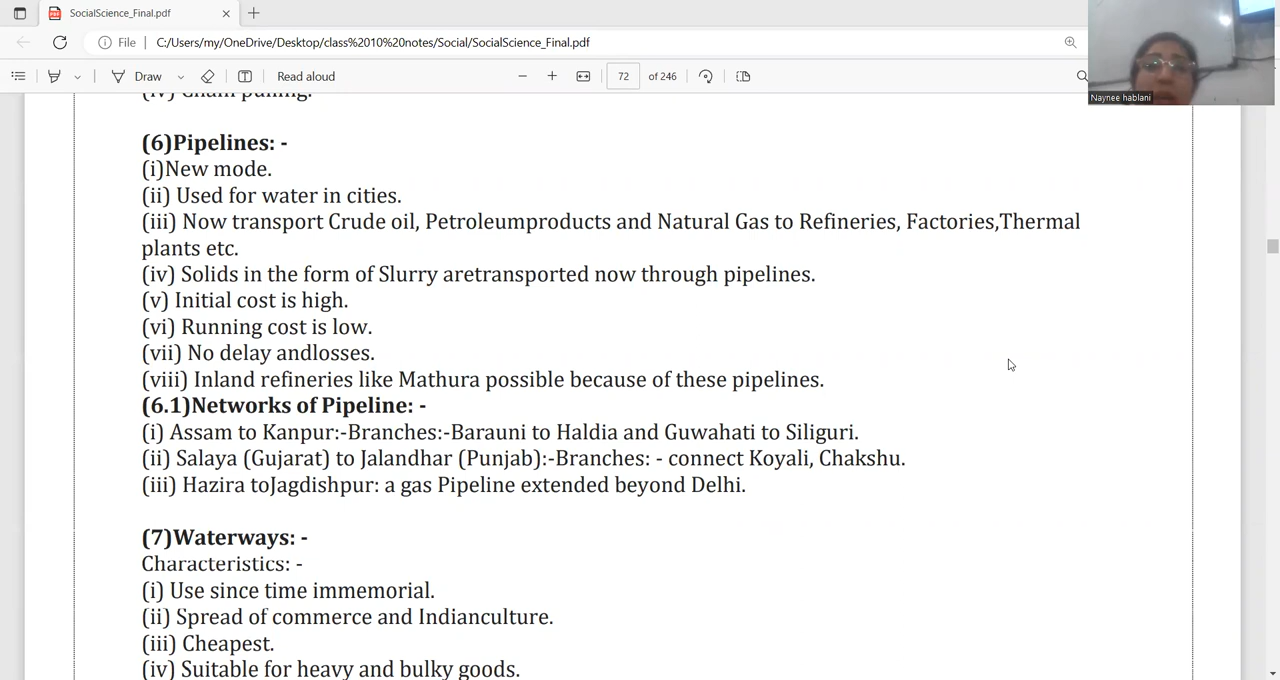 SocialScience_Final.pdf
File
C:/Users/my/OneDrive/Desktop/class%2010%20notes/Social/SocialScience_Final.pdf
Draw
Read aloud
72
of 246
Naynee hablani
(iv) Chain pulling.
(6)Pipelines: -
(i)New mode.
(ii) Used for water in cities.
(iii) Now transport Crude oil, Petroleumproducts and Natural Gas to Refineries, Factories,Thermal
plants etc.
(iv) Solids in the form of Slurry aretransported now through pipelines.
(v) Initial cost is high.
(vi) Running cost is low.
(vii) No delay andlosses.
(viii) Inland refineries like Mathura possible because of these pipelines.
(6.1)Networks of Pipeline: -
(i) Assam to Kanpur:-Branches:-Barauni to Haldia and Guwahati to Siliguri.
(ii) Salaya (Gujarat) to Jalandhar (Punjab):-Branches: - connect Koyali, Chakshu.
(iii) Hazira toJagdishpur: a gas Pipeline extended beyond Delhi.
(7)Waterways: -
Characteristics: -
(i) Use since time immemorial.
(ii) Spread of commerce and Indianculture.
(iii) Cheapest.
(iv) Suitable for heavy and bulky goods.